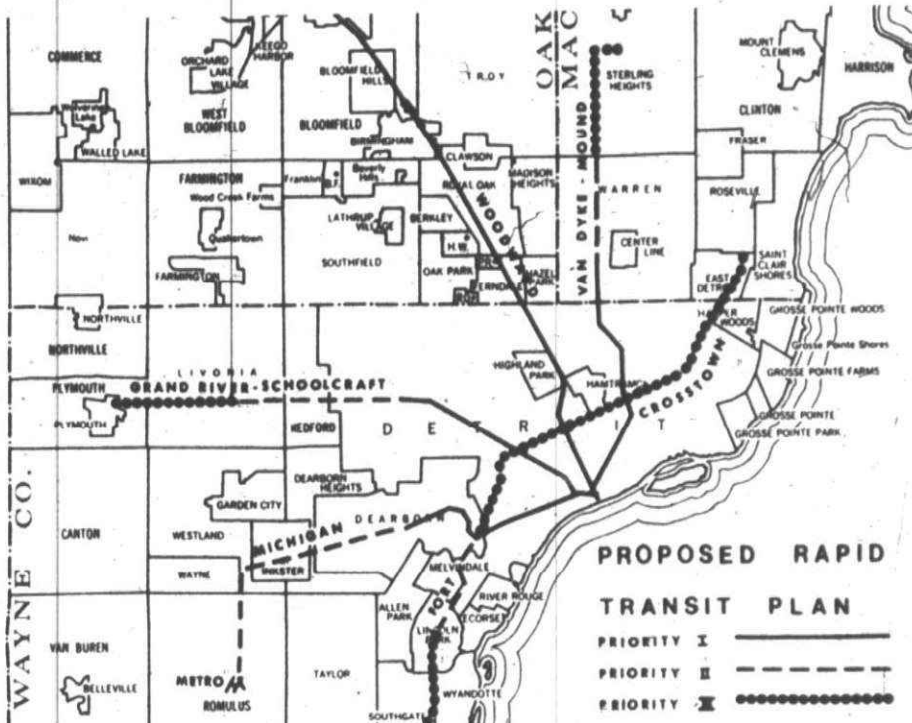 COMMERCE
ORCHARD
LAKE
VILLAGE
KEEGO
HARBOR
BLOOMFIELD
HILLS
TROY
OAK
MAC
STERLING
HEIGHTS
MOUNT
CLEMENS
HARRISON
CLINTON
Wolverine
Lake
WEST
BLOOMFIELD
BLOOMFIELD
BIRMINGHAM
WALLED LAKE
CLAWSON
FRASER
WIXOM
FARMINGTON
Wood Creek Farms
Franklin
B.F.
Beverly
Hills
ROYAL OAK
MADISON
HEIGHTS
WARREN
ROSEVILLE
LATHRUP
VILLAGE
BERKLEY
WOODWARD
VAN DYKE - MOUND
Novi
Quakertown
H.W.
CENTER
LINE
FARMINGTON
SOUTHFIELD
OAK PARK
FERNDALE
HAZEL
PARK
EAST
DETROIT
SAINT
CLAIR
SHORES
NORTHVILLE
HARPER
WOODS
GROSSE POINTE WOODS
NORTHVILLE
HIGHLAND
PARK
Grosse Pointe Shores
LIVONIA
PLYMOUTH
GRAND RIVER - SCHOOLCRAFT
HAMTRAMCK
GROSSE POINTE FARMS
CROSSTOWN
PLYMOUTH
REDFORD
DETROIT
GROSSE POINTE
GROSSE POINTE PARK
WAYNE CO.
DEARBORN
HEIGHTS
GARDEN CITY
CANTON
WESTLAND
MICHIGAN
DEARBORN
WAYNE
INKSTER
MELVINDALE
FORT
RIVER ROUGE
ALLEN
PARK
ECORSE
LINCOLN
PARK
VAN BUREN
BELLEVILLE
METRO
ROMULUS
TAYLOR
WYANDOTTE
SOUTHGATE
PROPOSED RAPID
TRANSIT PLAN
PRIORITY I
PRIORITY II
PRIORITY III